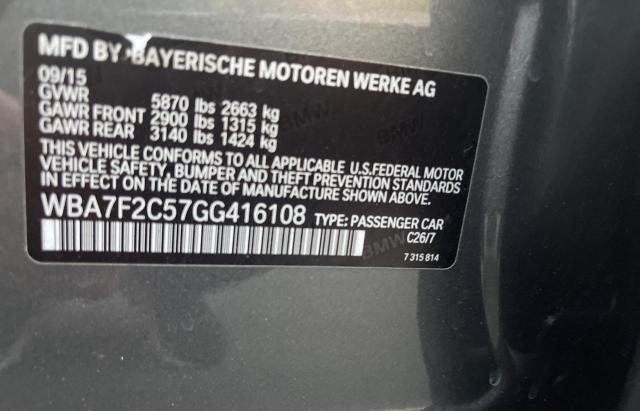 MFD BY BAYERISCHE MOTOREN WERKE AG
09/15
GVWR 5870 lbs 2663 kg
GAWR FRONT 2900 lbs 1315 kg
GAWR REAR 3140 lbs 1424 kg
THIS VEHICLE CONFORMS TO ALL APPLICABLE U.S.FEDERAL MOTOR
VEHICLE SAFETY, BUMPER AND THEFT PREVENTION STANDARDS
IN EFFECT ON THE DATE OF MANUFACTURE SHOWN ABOVE.
WBA7F2C57GG416108 TYPE: PASSENGER CAR
C26/7
7 315 814